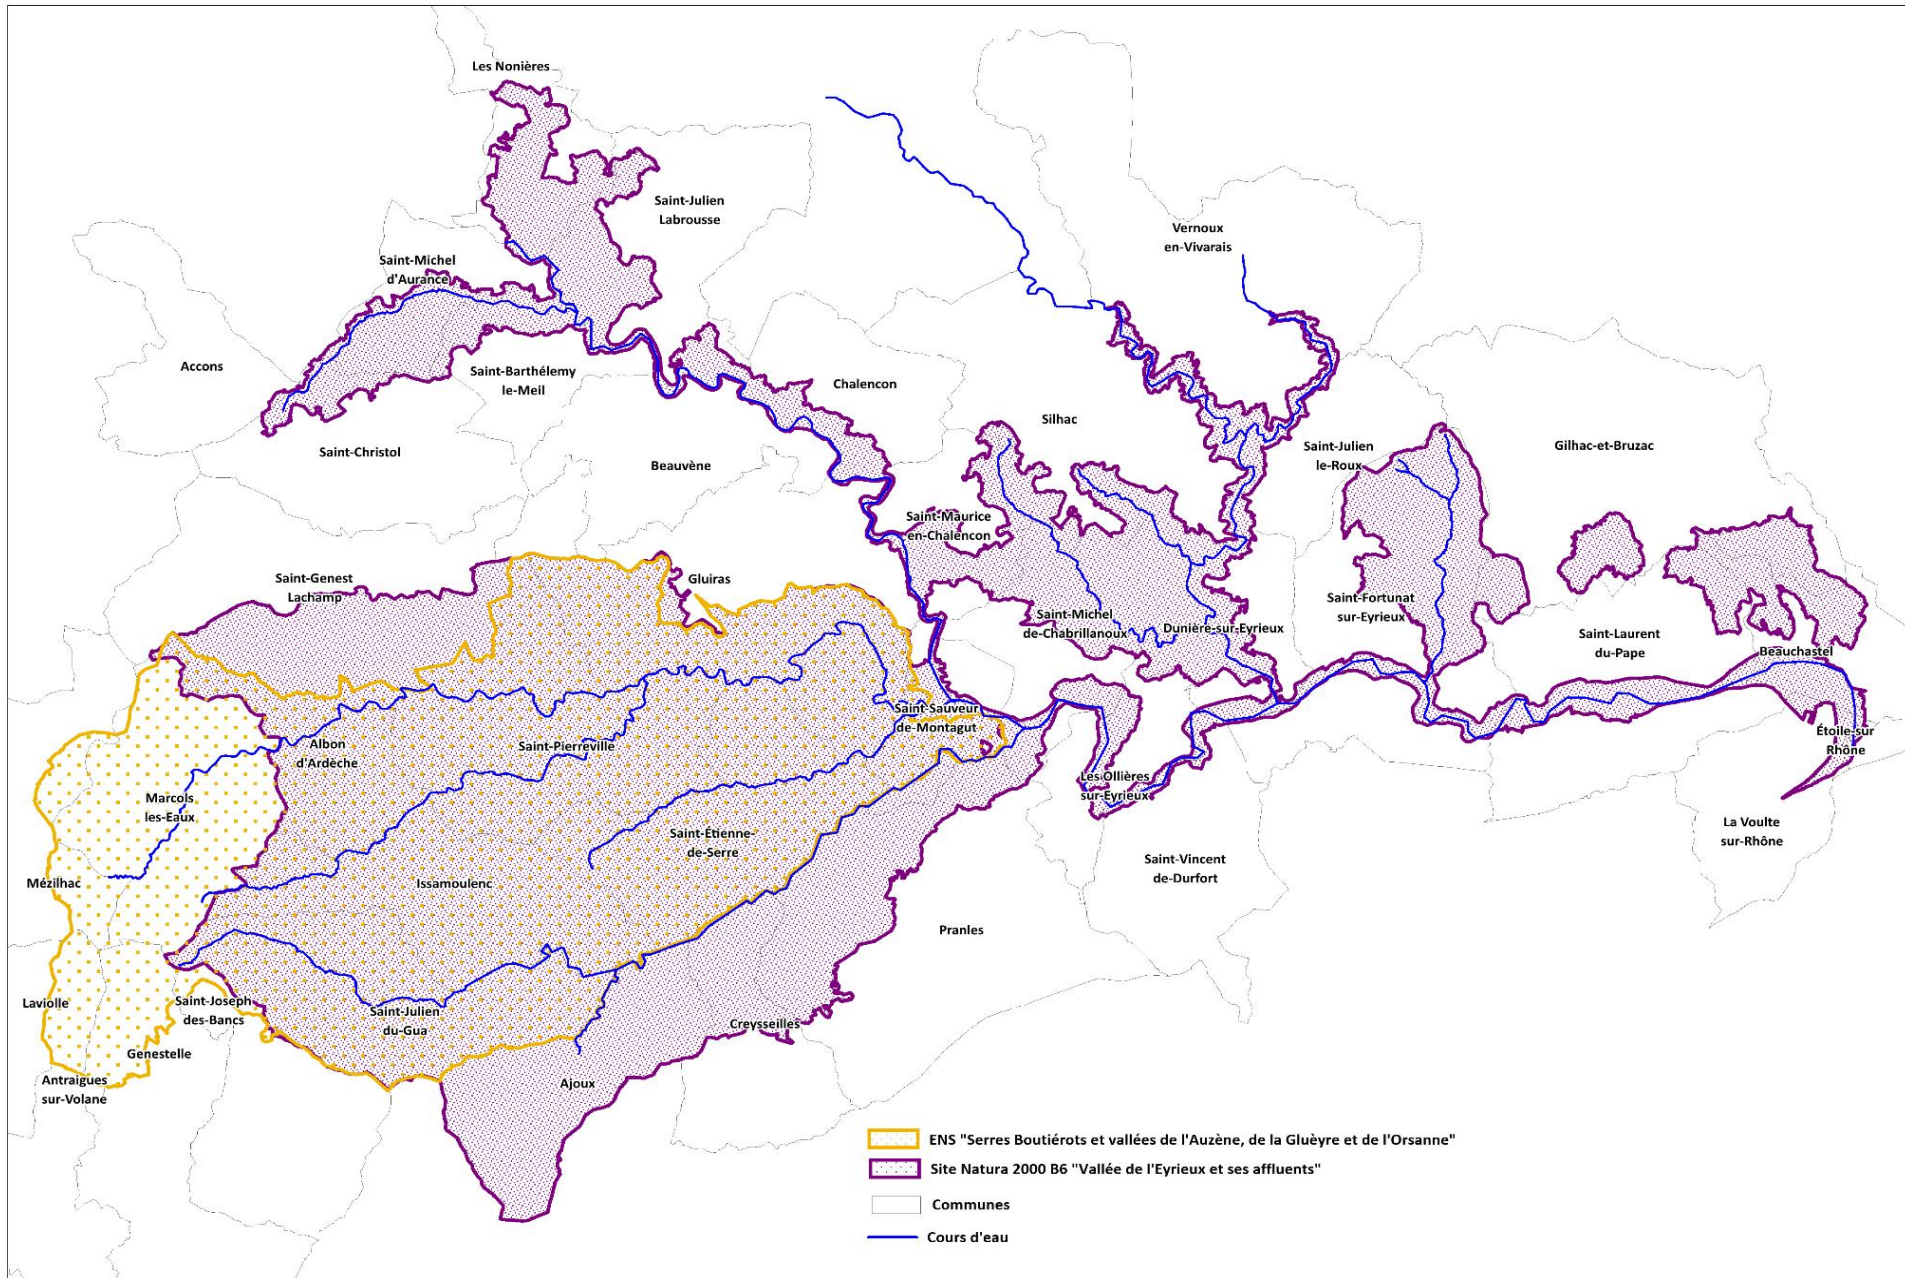 Les Nonières
Saint-Julien
Labrousse
Vernoux
en-Vivarais
Saint-Michel
d'Aurance
Accons
Saint-Barthélemy
le-Meil
Chalencon
Silhac
Saint-Christol
Beauvène
Saint-Julien
le-Roux
Gilhac-et-Bruzac
Saint-Maurice
en-Chalencon
Saint-Genest
Lachamp
Gluiras
Saint-Michel
de-Chabrillanoux
Dunière-sur-Eyrieux
Saint-Fortunat
sur-Eyrieux
Saint-Laurent
du-Pape
Beauchastel
Saint-Sauveur
de-Montagut
Étoile-sur
Rhône
Albon
d'Ardèche
Saint-Pierreville
Les Ollières
sur-Eyrieux
Marcols
les-Eaux
Saint-Étienne-
de-Serre
La Voulte
sur-Rhône
Saint-Vincent
de-Durfort
Mézilhac
Issamoulenc
Pranles
Laviolle
Saint-Joseph
des-Bancs
Saint-Julien
du-Gua
Creysseilles
Genestelle
Antraigues
sur-Volane
Ajoux
ENS "Serres Boutiérots et vallées de l'Auzène, de la Gluèyre et de l'Orsanne"
Site Natura 2000 B6 "Vallée de l'Eyrieux et ses affluents"
Communes
Cours d'eau